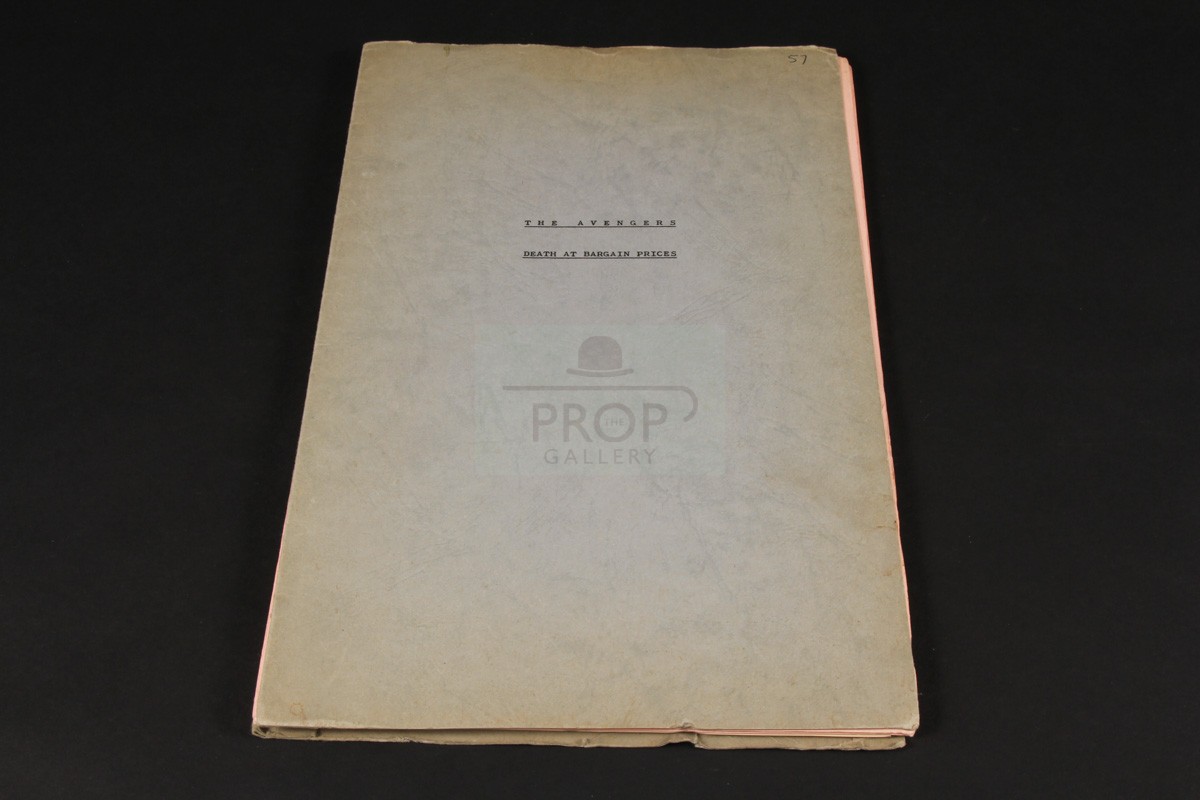 57
THE AVENGERS
DEATH AT BARGAIN PRICES
THE
PROP
GALLERY